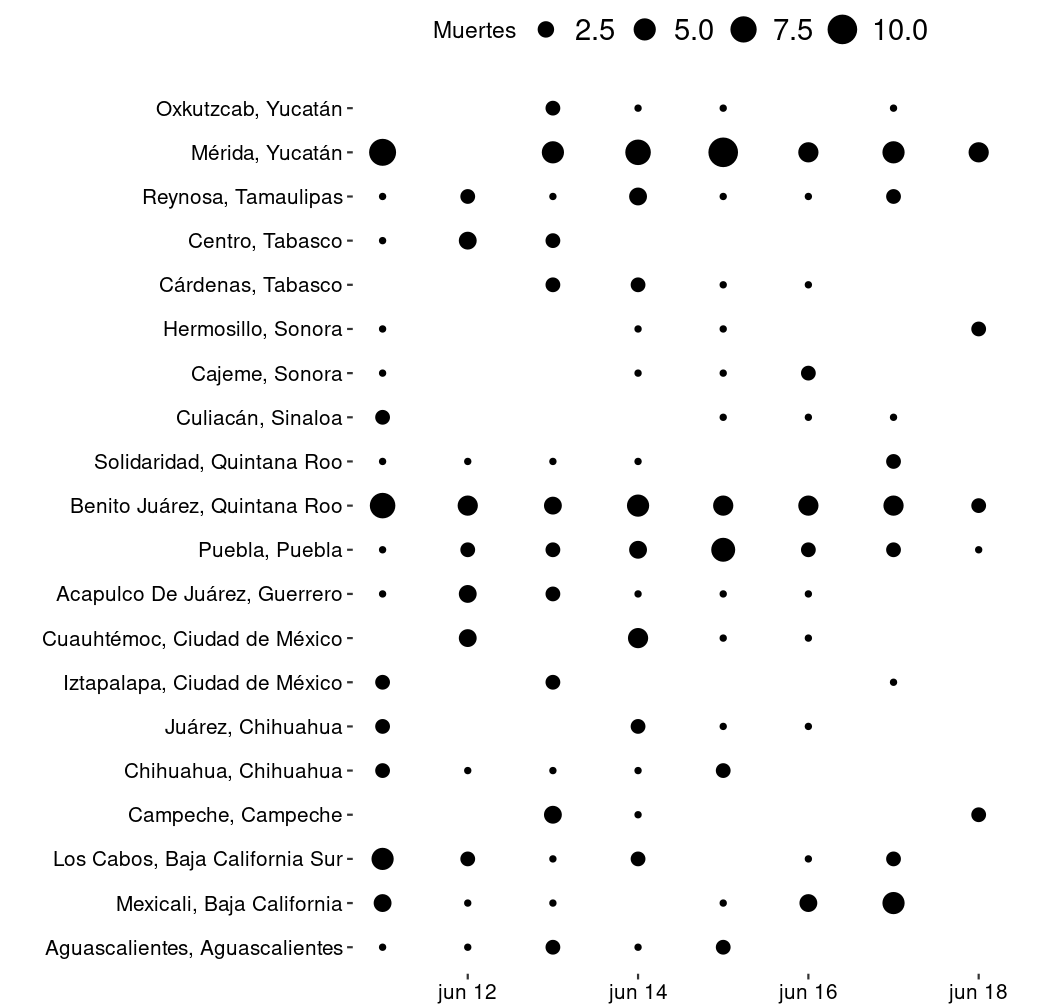 Muertes 2.5 5.0 7.5 10.0
Oxkutzcab, Yucatán
Mérida, Yucatán
Reynosa, Tamaulipas
Centro, Tabasco
Cárdenas, Tabasco
Hermosillo, Sonora
Cajeme, Sonora
Culiacán, Sinaloa
Solidaridad, Quintana Roo
Benito Juárez, Quintana Roo
Puebla, Puebla
Acapulco De Juárez, Guerrero
Cuauhtémoc, Ciudad de México
Iztapalapa, Ciudad de México
Juárez, Chihuahua
Chihuahua, Chihuahua
Campeche, Campeche
Los Cabos, Baja California Sur
Mexicali, Baja California
Aguascalientes, Aguascalientes
jun 12 jun 14 jun 16 jun 18